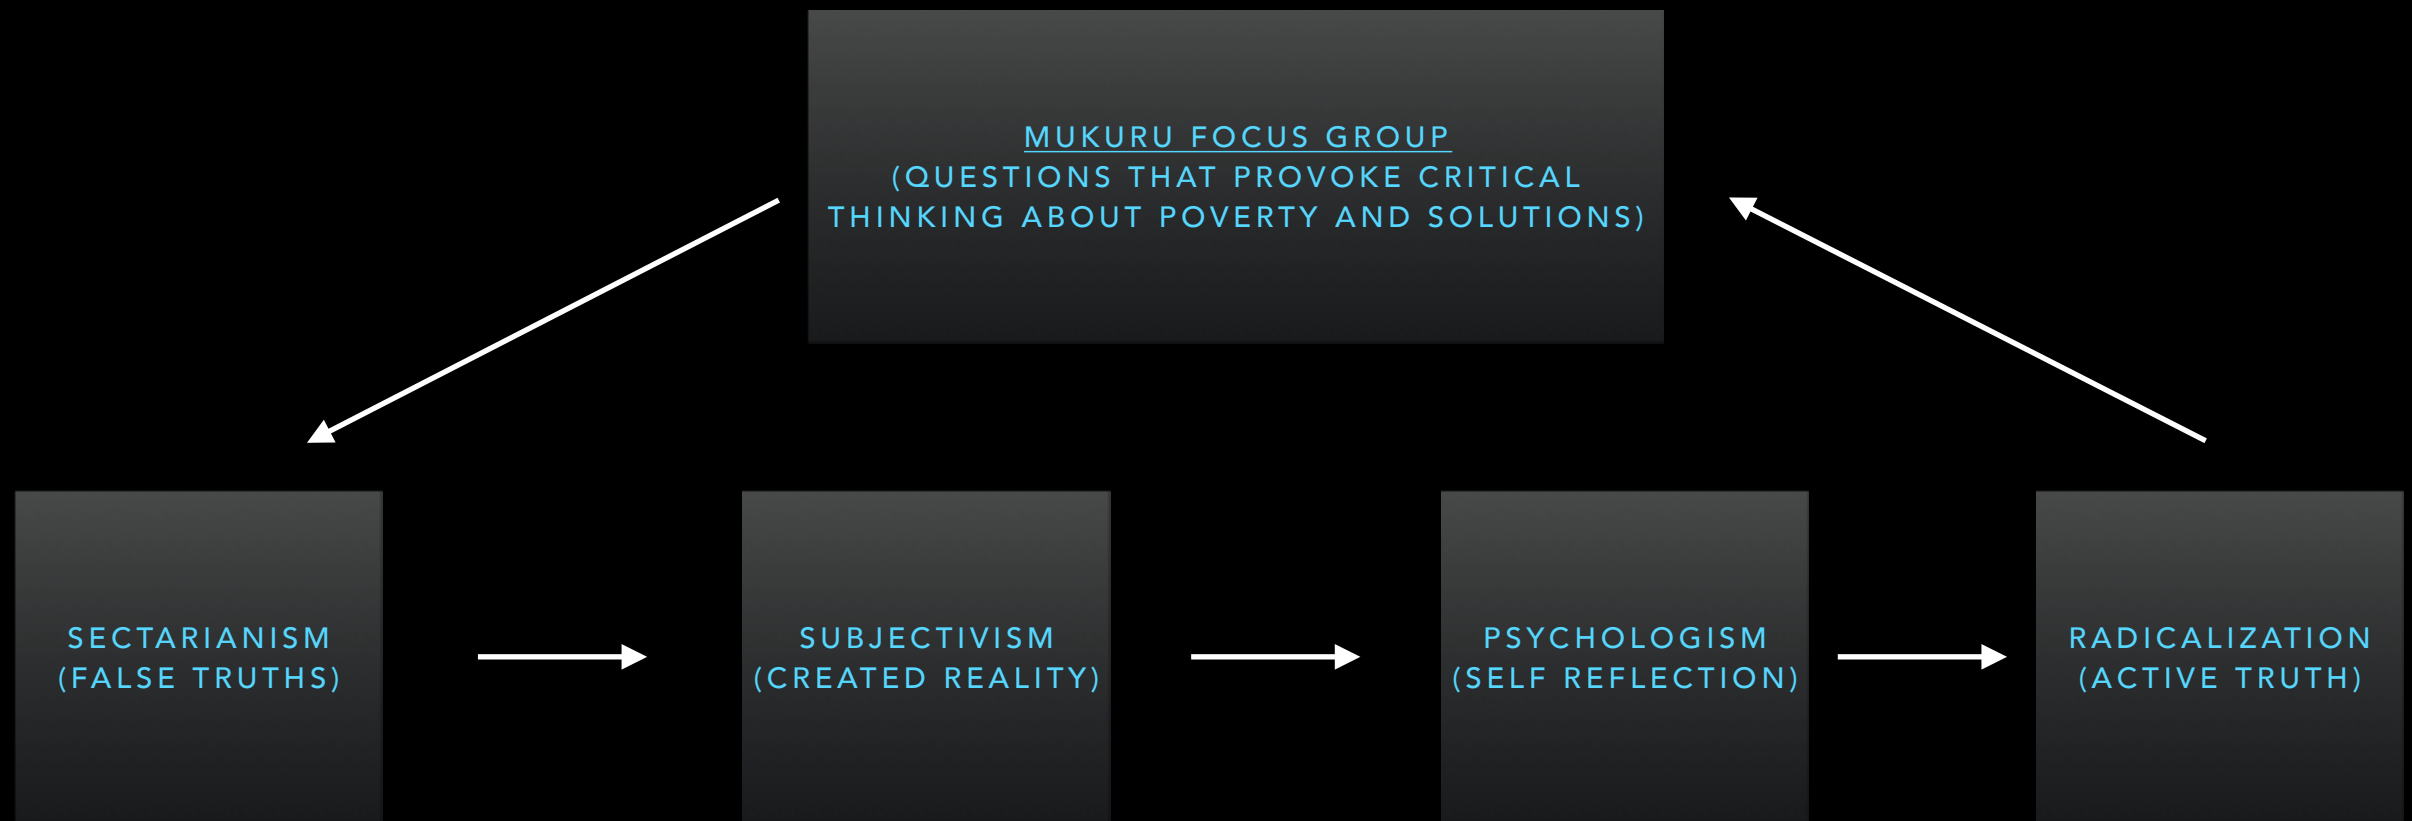 MUKURU FOCUS GROUP
(QUESTIONS THAT PROVOKE CRITICAL
THINKING ABOUT POVERTY AND SOLUTIONS)
SECTARIANISM
(FALSE TRUTHS)
SUBJECTIVISM
(CREATED REALITY)
PSYCHOLOGISM
(SELF REFLECTION)
RADICALIZATION
(ACTIVE TRUTH)